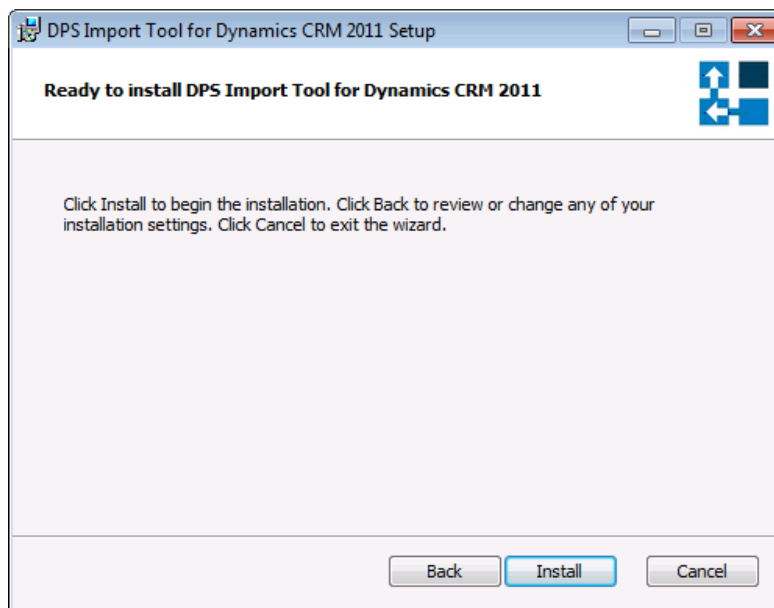 DPS Import Tool for Dynamics CRM 2011 Setup
Ready to install DPS Import Tool for Dynamics CRM 2011
Click Install to begin the installation. Click Back to review or change any of your
installation settings. Click Cancel to exit the wizard.
Back Install Cancel